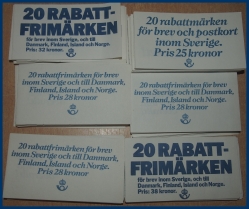 20 RABATT-
FRIMÄRKEN
för brev inom Sverige, och till
Danmark, Finland, Island och Norge.
Pris: 32 kronor.
20 rabattmärken
för brev och postkort
inom Sverige.
Pris 25 kronor
20 rabattfrimärken för brev
inom Sverige och till Danmark,
Finland, Island och Norge.
Pris 28 kronor
20 rabattfrimärken för brev
inom Sverige och till Danmark,
Finland, Island och Norge.
Pris 28 kronor
20 rabattfrimärken för brev
inom Sverige och till Danmark,
Finland, Island och Norge.
Pris 28 kronor
20 RABATT-
FRIMÄRKEN
för brev inom Sverige, och till
Danmark, Finland, Island och Norge.
Pris: 38 kronor.